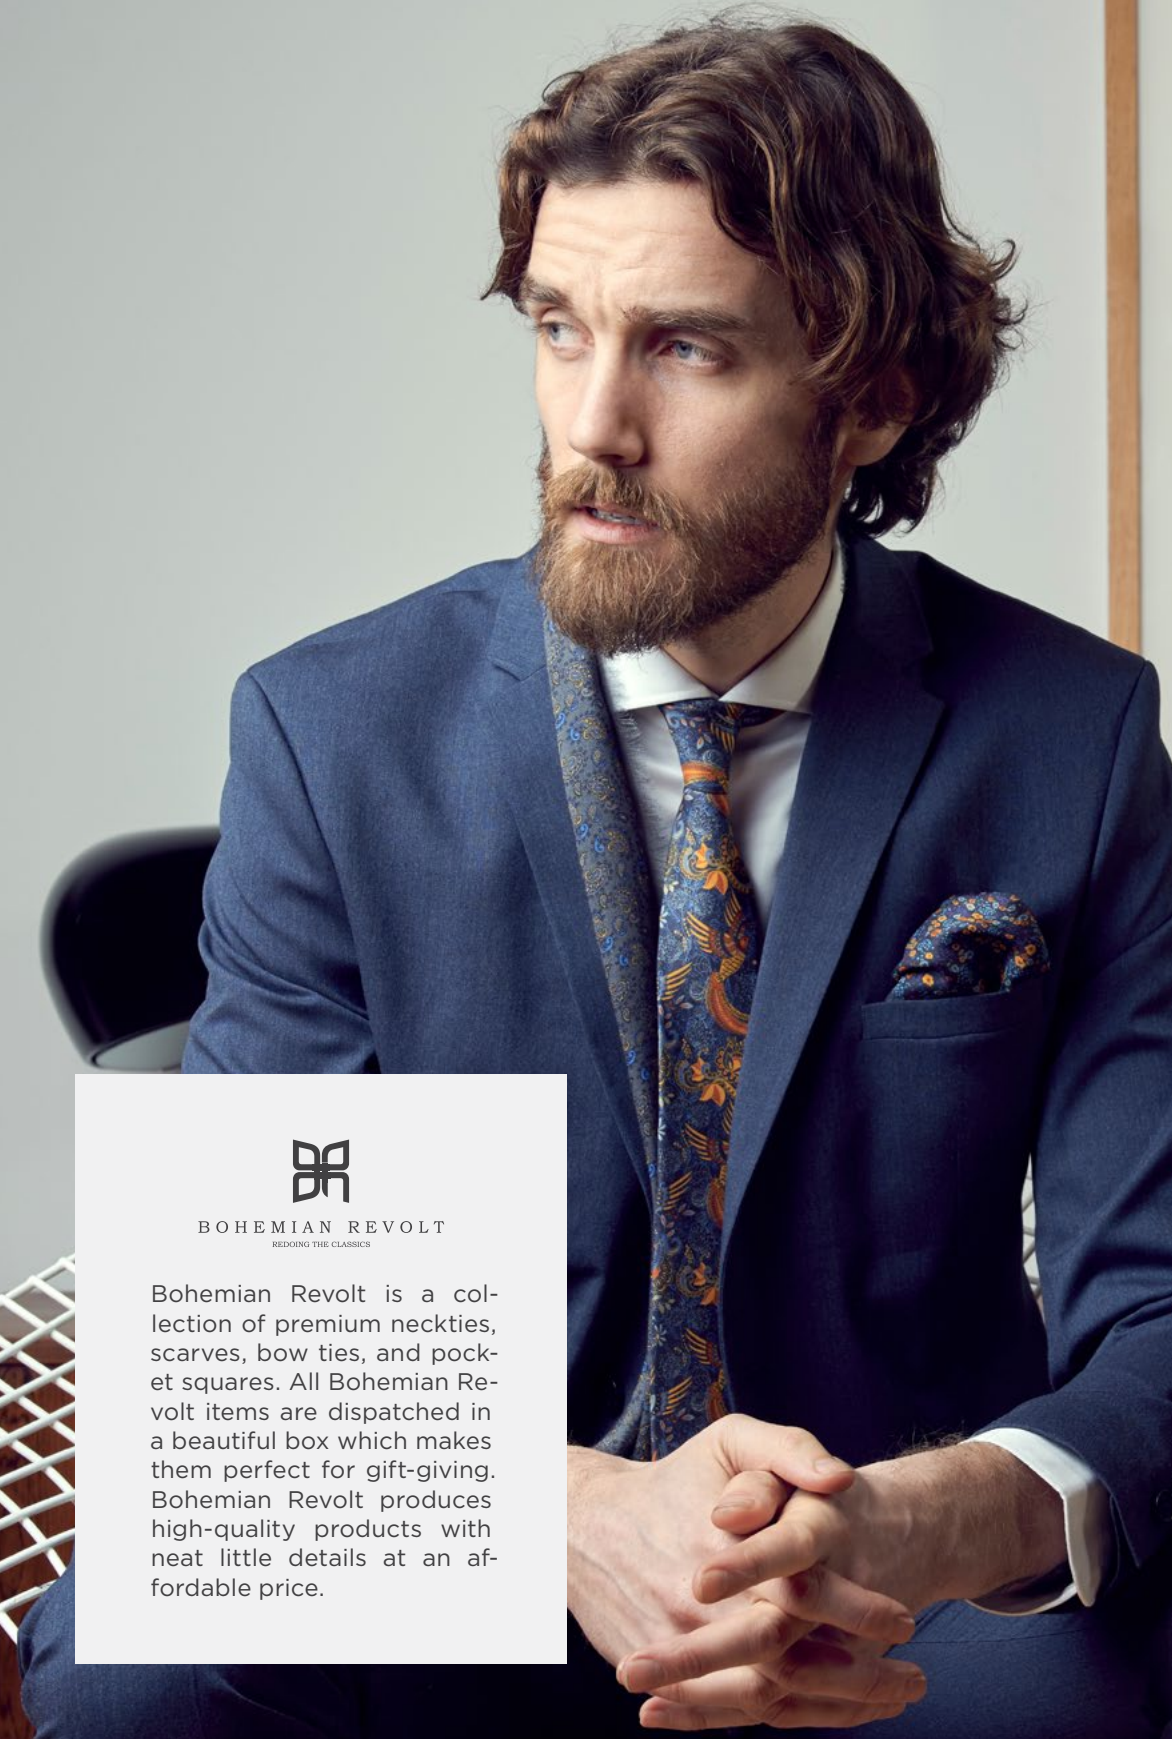 BOHEMIAN REVOLT
REDOING THE CLASSICS
Bohemian Revolt is a col-
lection of premium neckties,
scarves, bow ties, and pock-
et squares. All Bohemian Re-
volt items are dispatched in
a beautiful box which makes
them perfect for gift-giving.
Bohemian Revolt produces
high-quality products with
neat little details at an af-
fordable price.